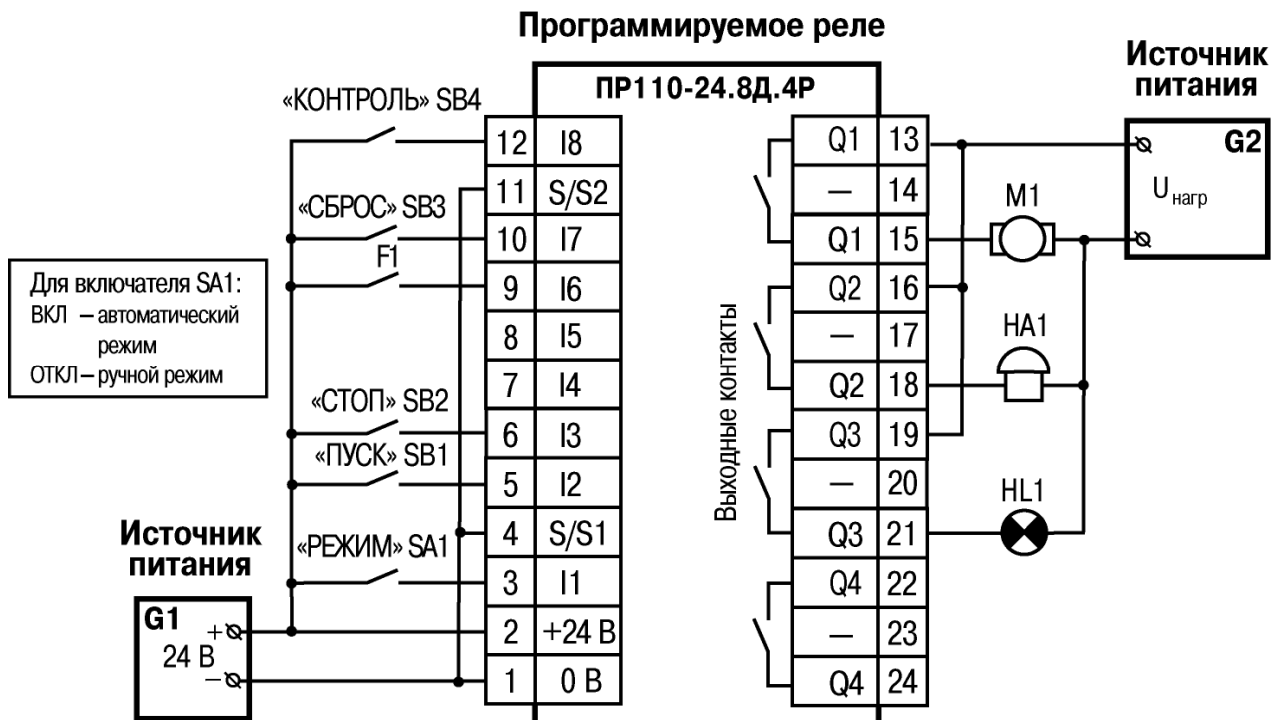 Программируемое реле
ПР110-24.8Д.4Р
Источник
питания
G2
U нагр
«КОНТРОЛЬ» SB4
«СБРОС» SB3
F1
Для включателя SA1:
ВКЛ – автоматический
режим
ОТКЛ – ручной режим
«СТОП» SB2
«ПУСК» SB1
«РЕЖИМ» SA1
Источник
питания
G1
+
24 В
–
12 I8
11 S/S2
10 I7
9 I6
8 I5
7 I4
6 I3
5 I2
4 S/S1
3 I1
2 +24 В
1 0 В
Выходные контакты
Q1 13
– 14
Q1 15
Q2 16
– 17
Q2 18
Q3 19
– 20
Q3 21
Q4 22
– 23
Q4 24
M1
HA1
HL1